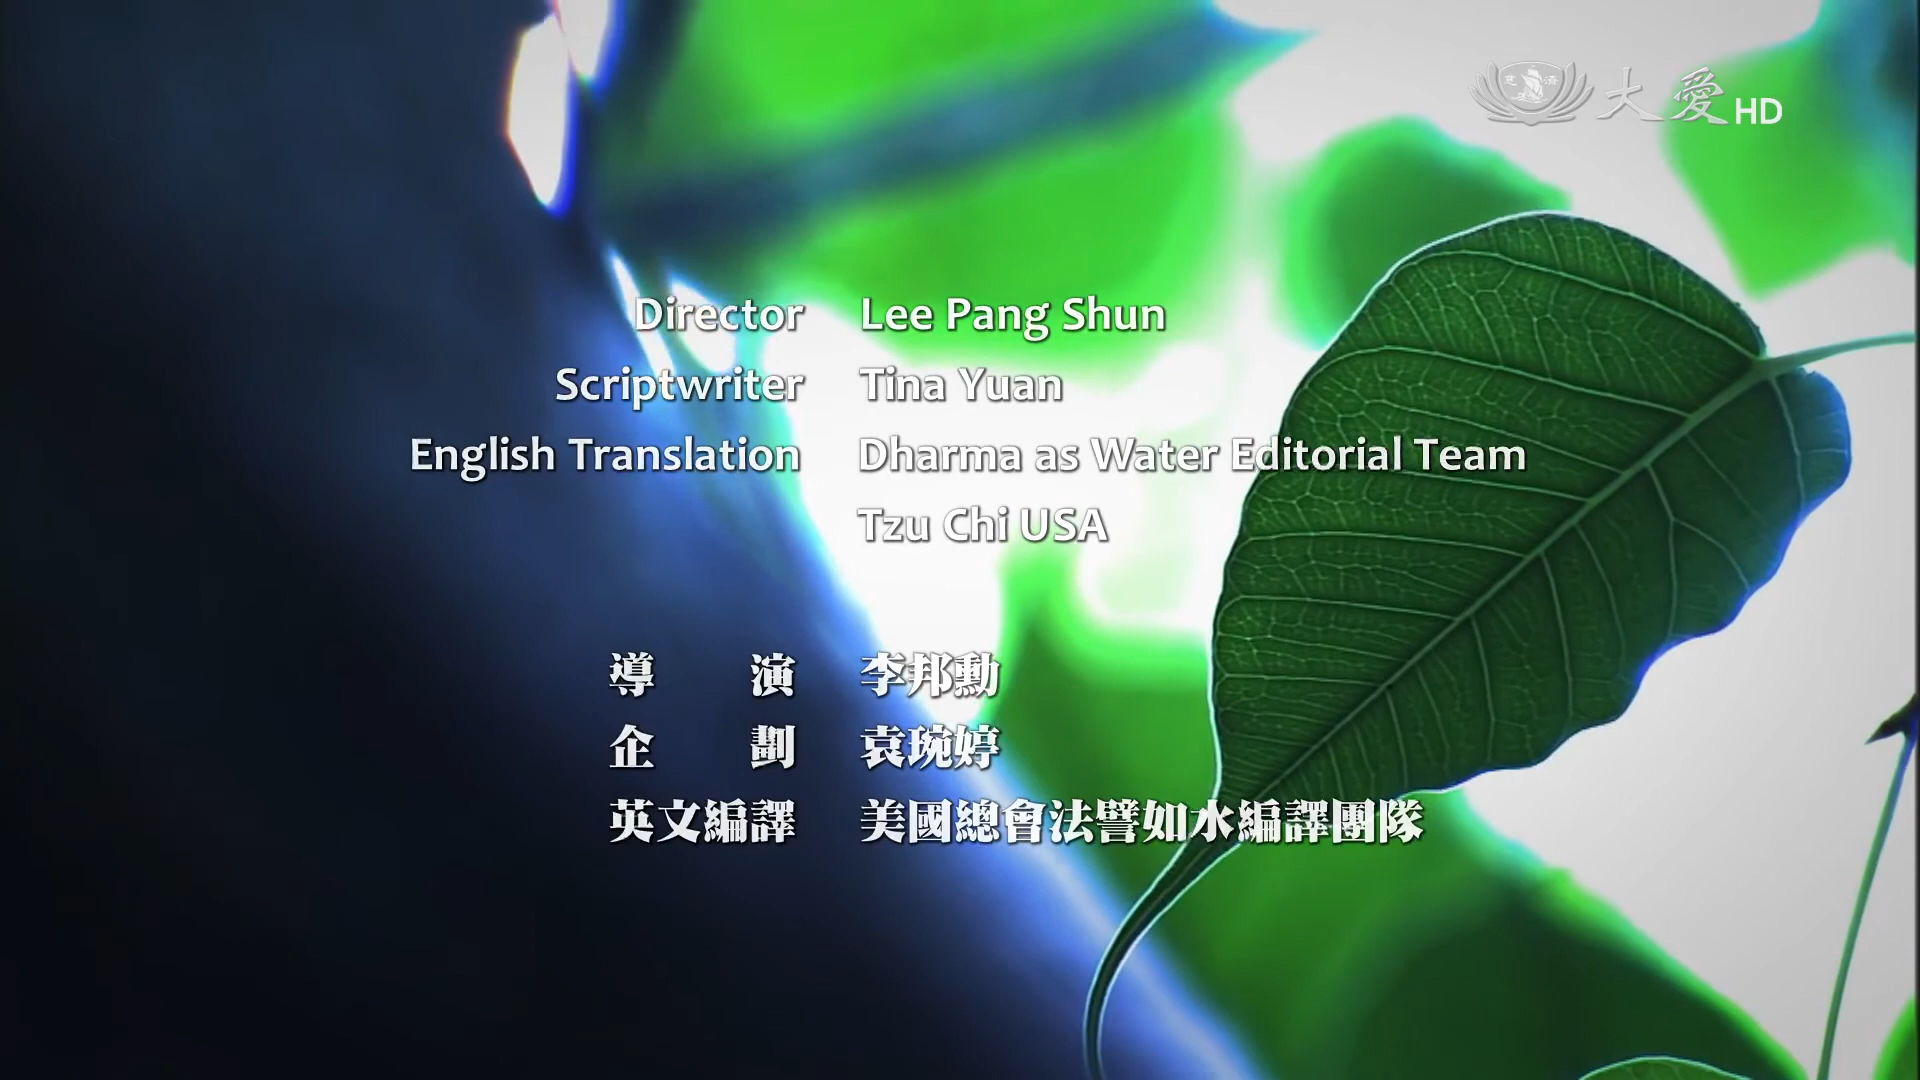 大愛HD
Director Lee Pang Shun
Scriptwriter Tina Yuan
English Translation Dharma as Water Editorial Team
Tzu Chi USA
導 演 李邦勳
企 劃 袁琬婷
英文編譯 美國總會法譬如水編譯團隊